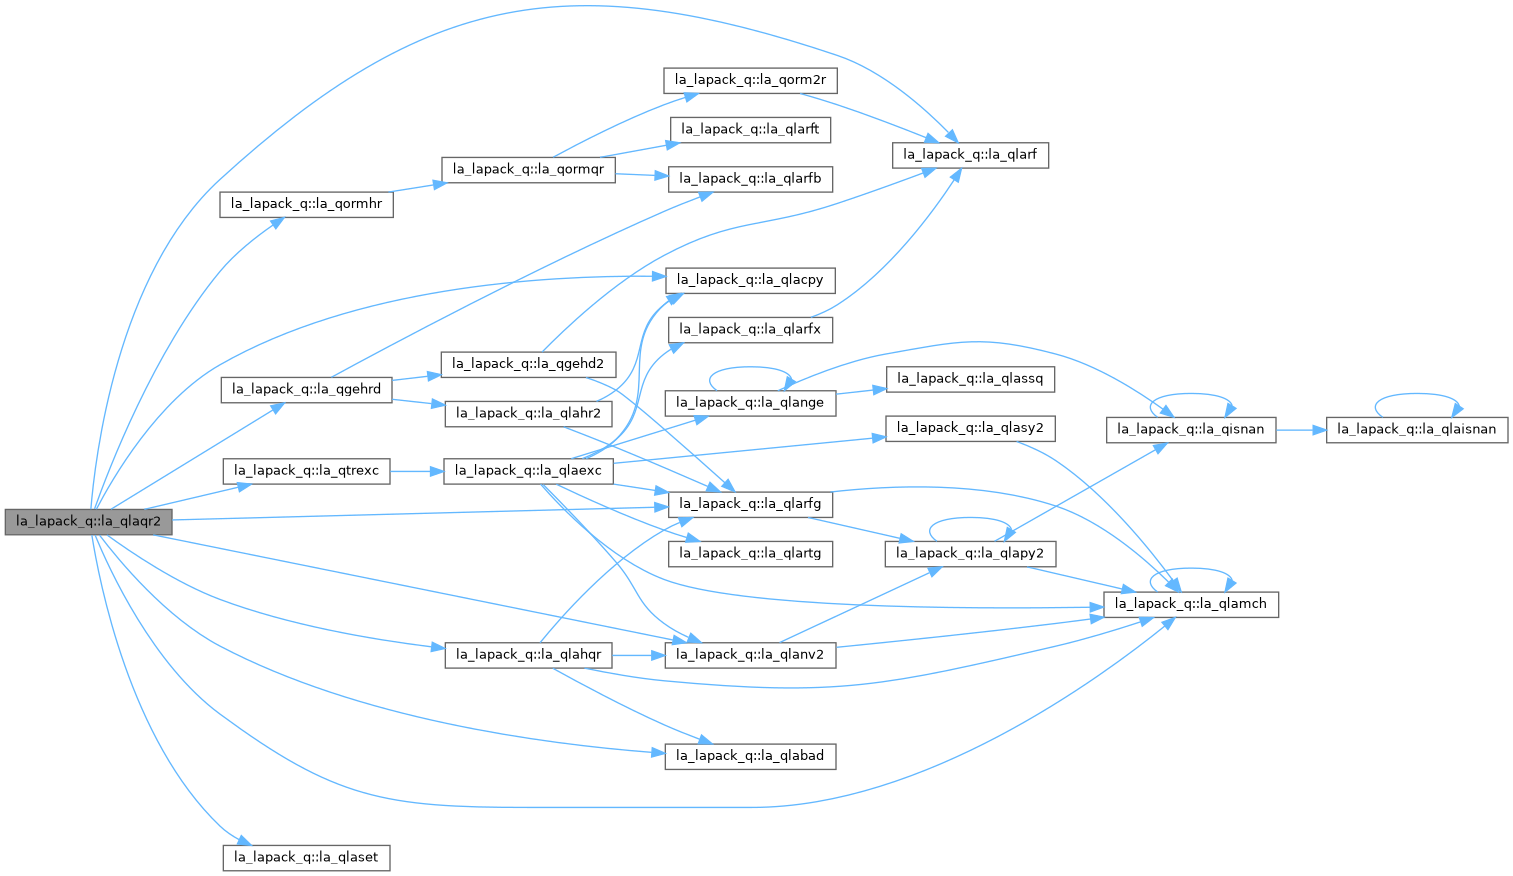 la_lapack_q::la_qorm2r
la_lapack_q::la_qlarft
la_lapack_q::la_qlarf
la_lapack_q::la_qormqr
la_lapack_q::la_qlarfb
la_lapack_q::la_qormhr
la_lapack_q::la_qlacpy
la_lapack_q::la_qlarfx
la_lapack_q::la_qgehd2
la_lapack_q::la_qlassq
la_lapack_q::la_qgehrd
la_lapack_q::la_qlange
la_lapack_q::la_qlahr2
la_lapack_q::la_qlasy2
la_lapack_q::la_qisnan
la_lapack_q::la_qlaisnan
la_lapack_q::la_qtrexc
la_lapack_q::la_qlaexc
la_lapack_q::la_qlarfg
la_lapack_q::la_qlaqr2
la_lapack_q::la_qlartg
la_lapack_q::la_qlapy2
la_lapack_q::la_qlamch
la_lapack_q::la_qlahqr
la_lapack_q::la_qlanv2
la_lapack_q::la_qlabad
la_lapack_q::la_qlaset